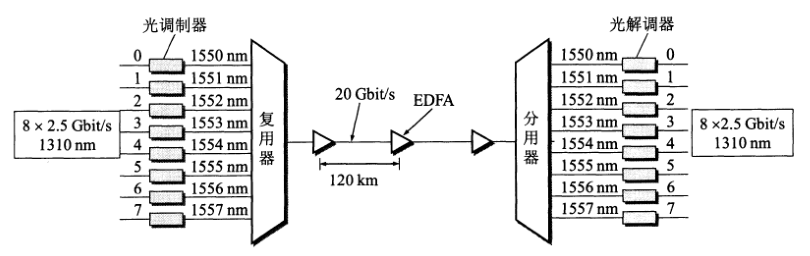 光调制器
光解调器
0 1550 nm
1 1551 nm
2 1552 nm
3 1553 nm
4 1554 nm
5 1555 nm
6 1556 nm
7 1557 nm
8 × 2.5 Gbit/s
1310 nm
复用器
20 Gbit/s
EDFA
120 km
分用器
1550 nm 0
1551 nm 1
1552 nm 2
1553 nm 3
1554 nm 4
1555 nm 5
1556 nm 6
1557 nm 7
8 ×2.5 Gbit/s
1310 nm